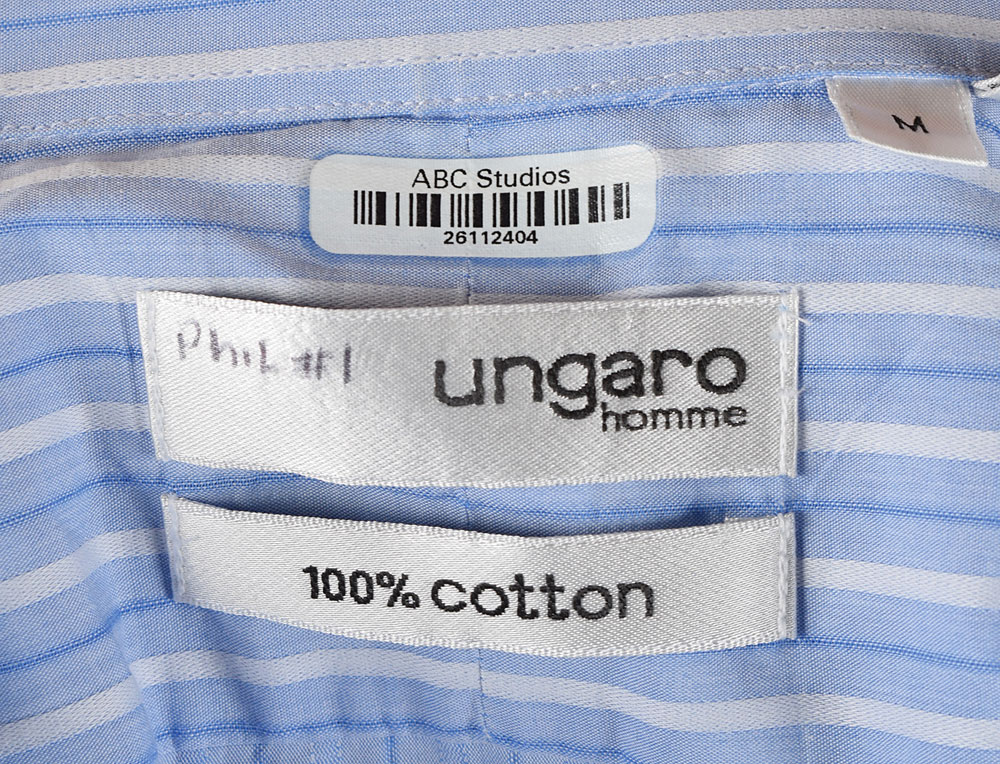 M
ABC Studios
26112404
Phil #1
ungaro
homme
100% cotton